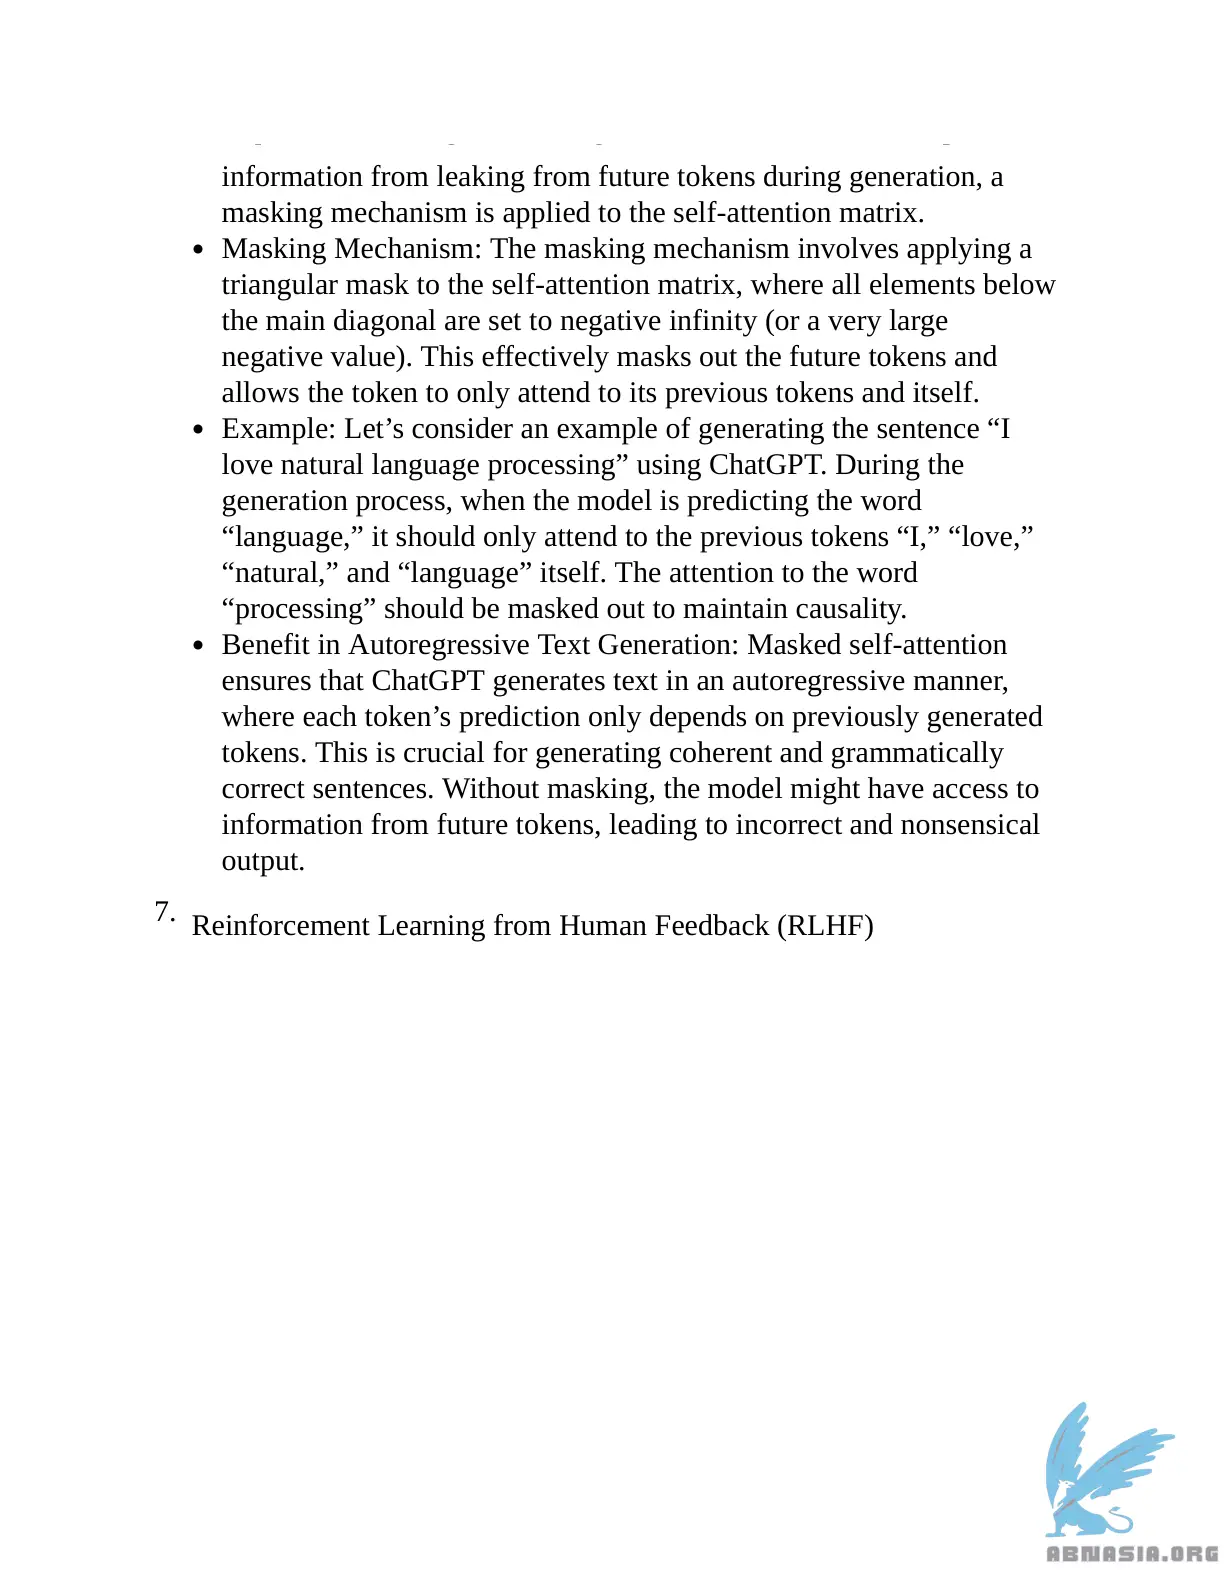 information from leaking from future tokens during generation, a
masking mechanism is applied to the self-attention matrix.
• Masking Mechanism: The masking mechanism involves applying a
triangular mask to the self-attention matrix, where all elements below
the main diagonal are set to negative infinity (or a very large
negative value). This effectively masks out the future tokens and
allows the token to only attend to its previous tokens and itself.
• Example: Let’s consider an example of generating the sentence “I
love natural language processing” using ChatGPT. During the
generation process, when the model is predicting the word
“language,” it should only attend to the previous tokens “I,” “love,”
“natural,” and “language” itself. The attention to the word
“processing” should be masked out to maintain causality.
• Benefit in Autoregressive Text Generation: Masked self-attention
ensures that ChatGPT generates text in an autoregressive manner,
where each token’s prediction only depends on previously generated
tokens. This is crucial for generating coherent and grammatically
correct sentences. Without masking, the model might have access to
information from future tokens, leading to incorrect and nonsensical
output.
7. Reinforcement Learning from Human Feedback (RLHF)
ABNASIA.ORG